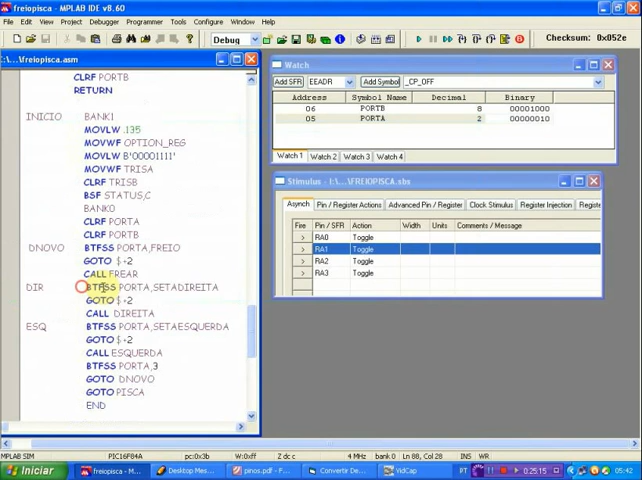 freiopisca - MPLAB IDE v8.60
File Edit View Project Debugger Programmer Tools Configure Window Help
Debug
Checksum: 0x052e
C:\...\freiopisca.asm
CLRF PORTB
RETURN
INICIO BANK1
MOVLW .135
MOVWF OPTION_REG
MOVLW B'00001111'
MOVWF TRISA
CLRF TRISB
BSF STATUS,C
BANK0
CLRF PORTA
CLRF PORTB
DNOVO BTFSS PORTA,FREIO
GOTO $+2
CALL FREAR
DIR BTFSS PORTA,SETADIREITA
GOTO $+2
CALL DIREITA
ESQ BTFSS PORTA,SETAESQUERDA
GOTO $+2
CALL ESQUERDA
BTFSS PORTA,3
GOTO DNOVO
GOTO PISCA
END
Watch
Add SFR EEADR Add Symbol _CP_OFF
Address Symbol Name Decimal Binary
06 PORTB 8 00001000
05 PORTA 2 00000010
Watch 1 Watch 2 Watch 3 Watch 4
Stimulus - I:\...\FREIOPISCA.sbs
Asynch Pin / Register Actions Advanced Pin / Register Clock Stimulus Register Injection
Fire Pin / SFR Action Width Units Comments / Message
> RA0 Toggle
> RA1 Toggle
> RA2 Toggle
> RA3 Toggle
MPLAB SIM PIC16F84A pc:0x3b W:0xff 4 MHz bank 0 Ln 88, Col 28 INS WR
Iniciar freiopisca - M... Desktop Mes... pinos.pdf - F... Convertir De... VidCap PT 0:25:15 05:42